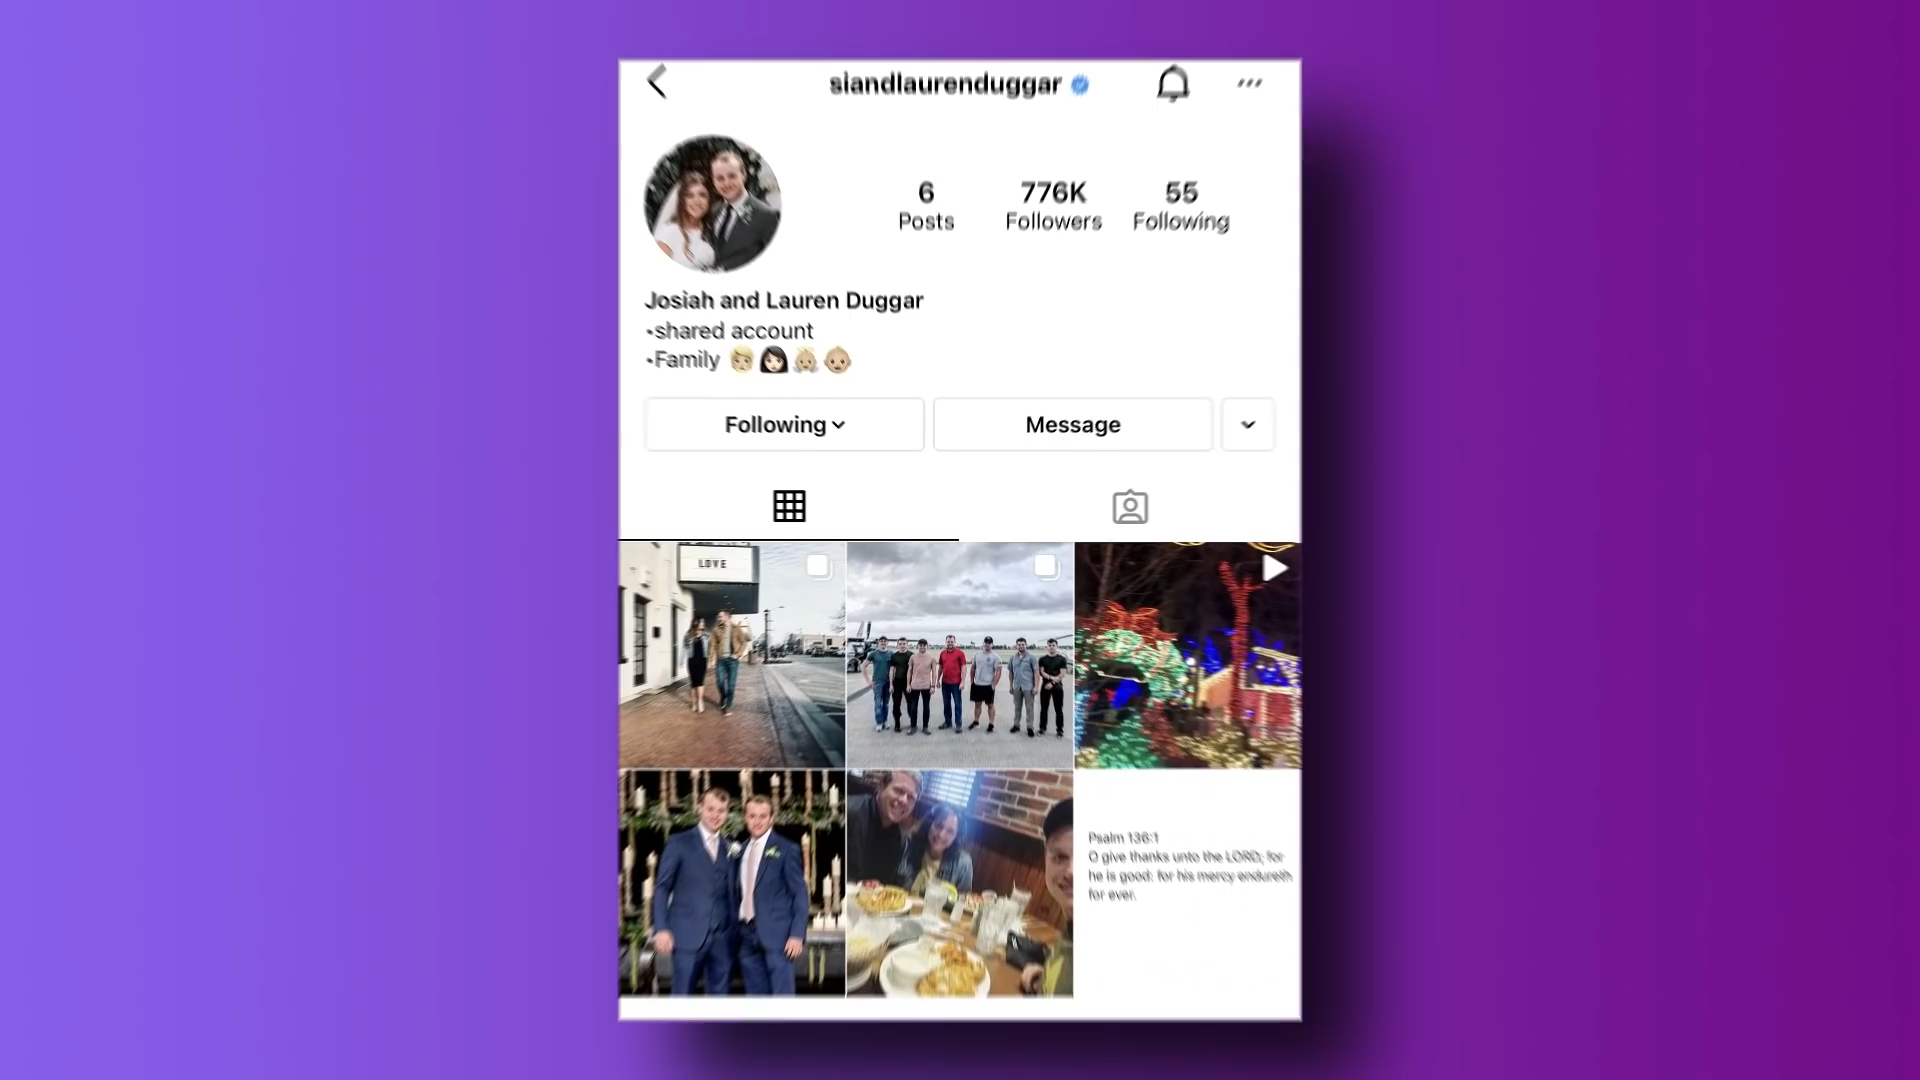 siandlaurenduggar
6
776K
55
Posts
Followers
Following
Josiah and Lauren Duggar
•shared account
•Family
Following
Message
LOVE
Psalm 136:1
O give thanks unto the LORD; for
he is good: for his mercy endureth
for ever.